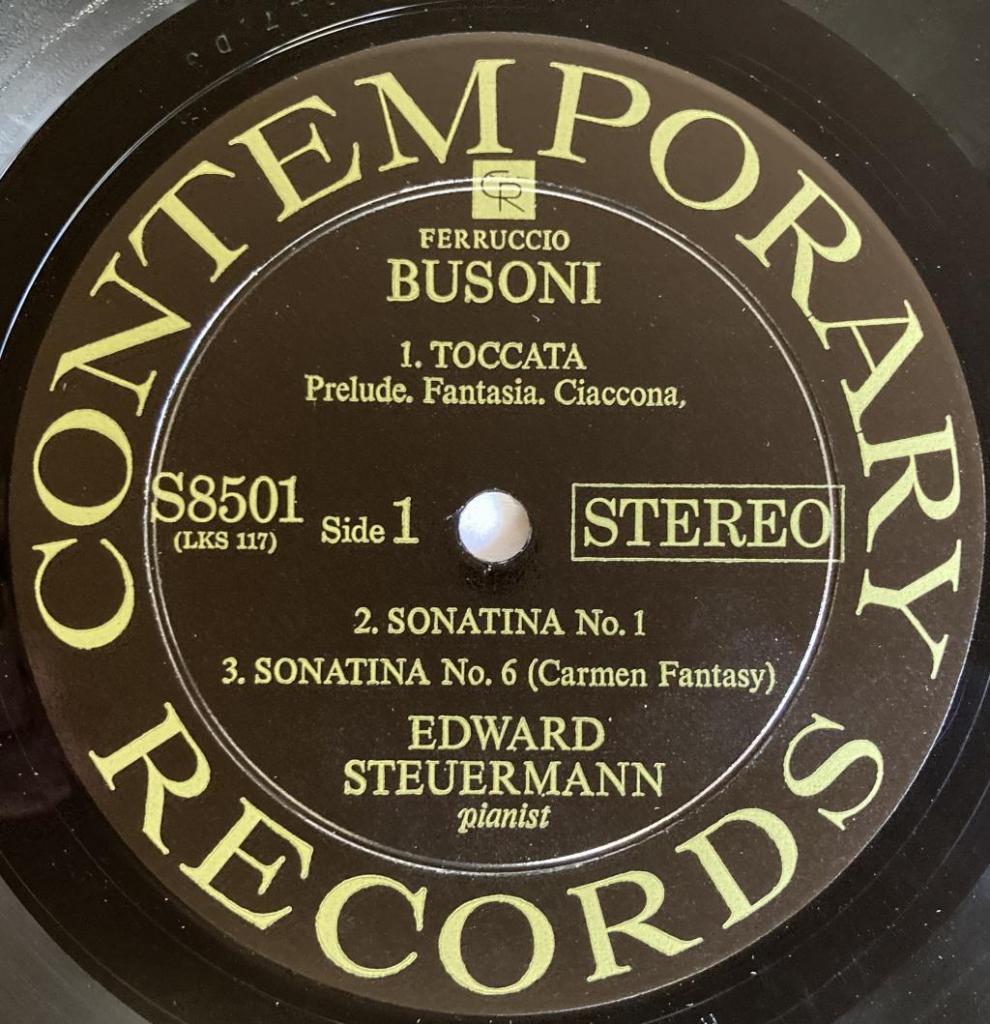 CONTEMPORARY
CR
FERRUCCIO
BUSONI
1. TOCCATA
Prelude. Fantasia. Ciaccona,
S8501
(LKS 117)
Side 1
STEREO
2. SONATINA No. 1
3. SONATINA No. 6 (Carmen Fantasy)
EDWARD
STEUERMANN
pianist
RECORDS